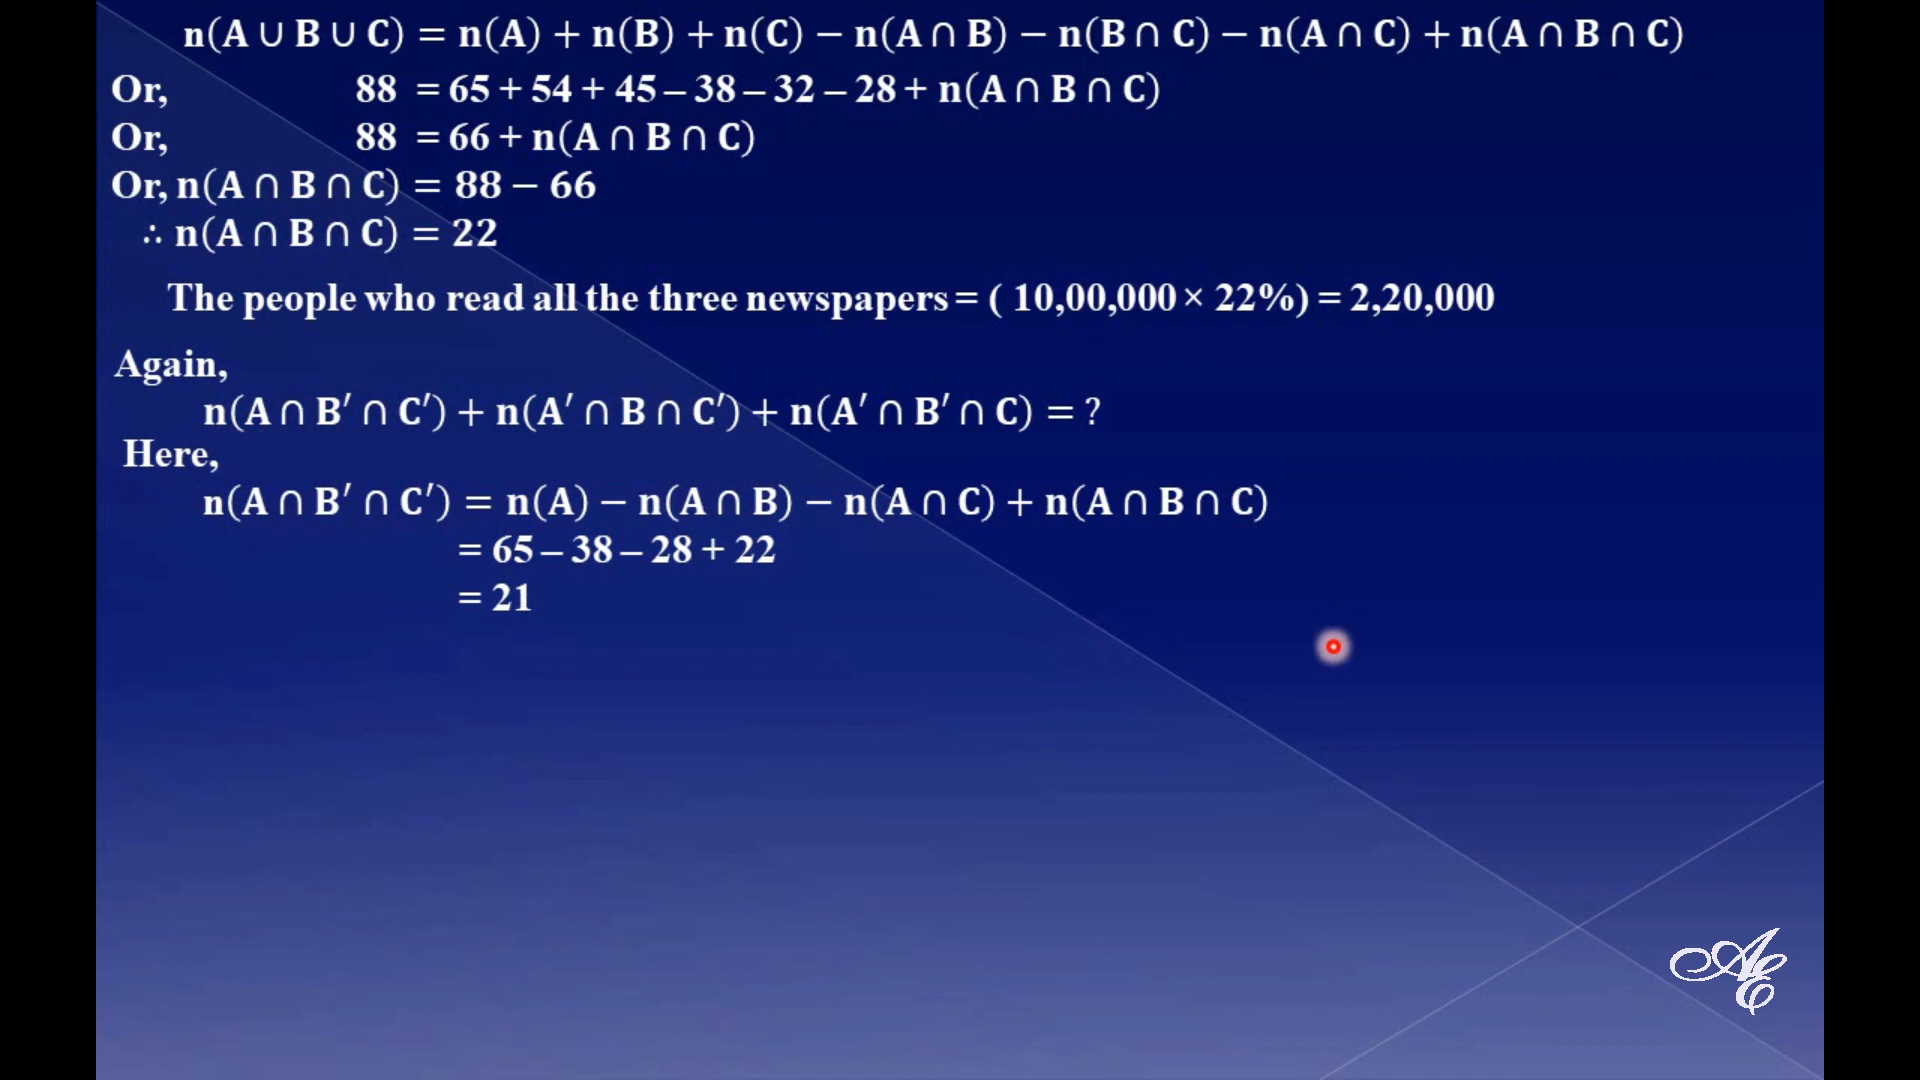 n(A ∪ B ∪ C) = n(A) + n(B) + n(C) − n(A ∩ B) − n(B ∩ C) − n(A ∩ C) + n(A ∩ B ∩ C)
Or, 88 = 65 + 54 + 45 – 38 – 32 – 28 + n(A ∩ B ∩ C)
Or, 88 = 66 + n(A ∩ B ∩ C)
Or, n(A ∩ B ∩ C) = 88 − 66
∴ n(A ∩ B ∩ C) = 22
The people who read all the three newspapers = ( 10,00,000 × 22%) = 2,20,000
Again,
n(A ∩ B′ ∩ C′) + n(A′ ∩ B ∩ C′) + n(A′ ∩ B′ ∩ C) = ?
Here,
n(A ∩ B′ ∩ C′) = n(A) − n(A ∩ B) − n(A ∩ C) + n(A ∩ B ∩ C)
= 65 – 38 – 28 + 22
= 21
AE